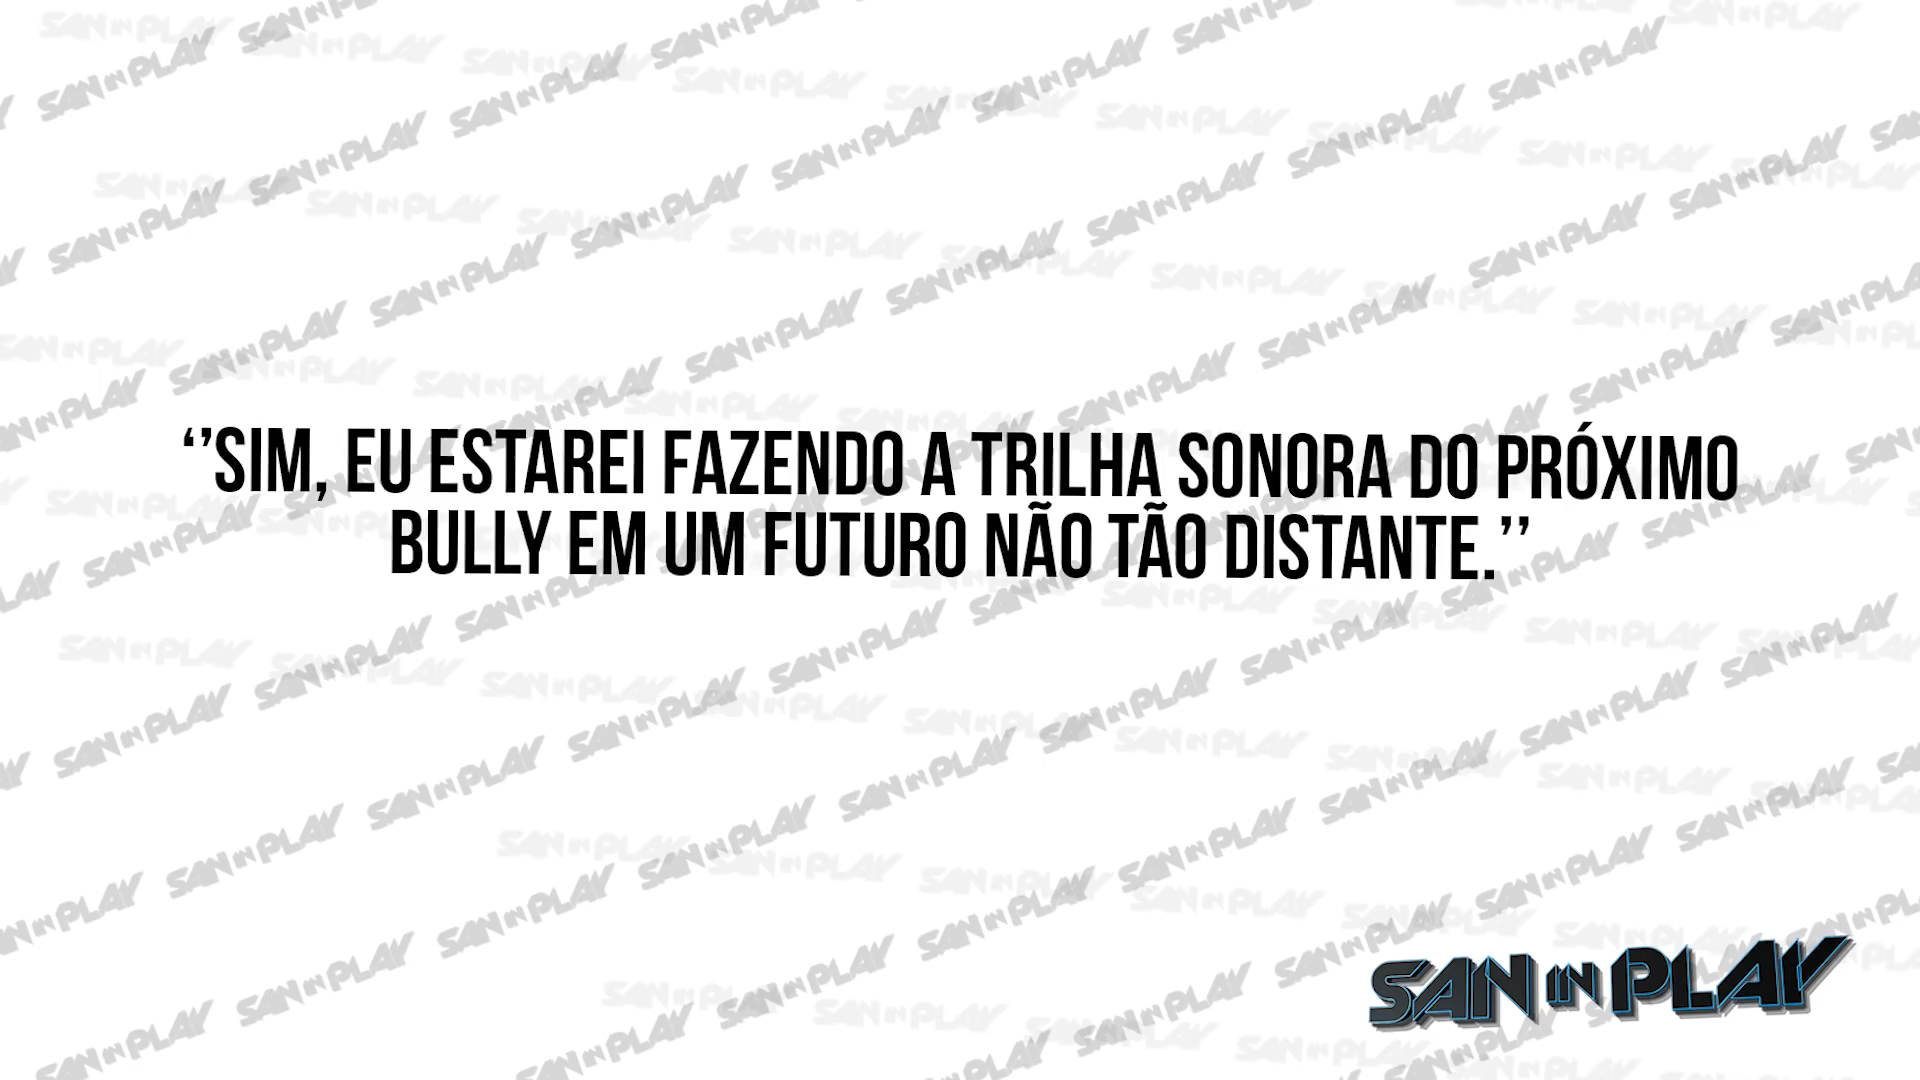 ‘’SIM, EU ESTAREI FAZENDO A TRILHA SONORA DO PRÓXIMO
BULLY EM UM FUTURO NÃO TÃO DISTANTE.’’
SAN IN PLAY